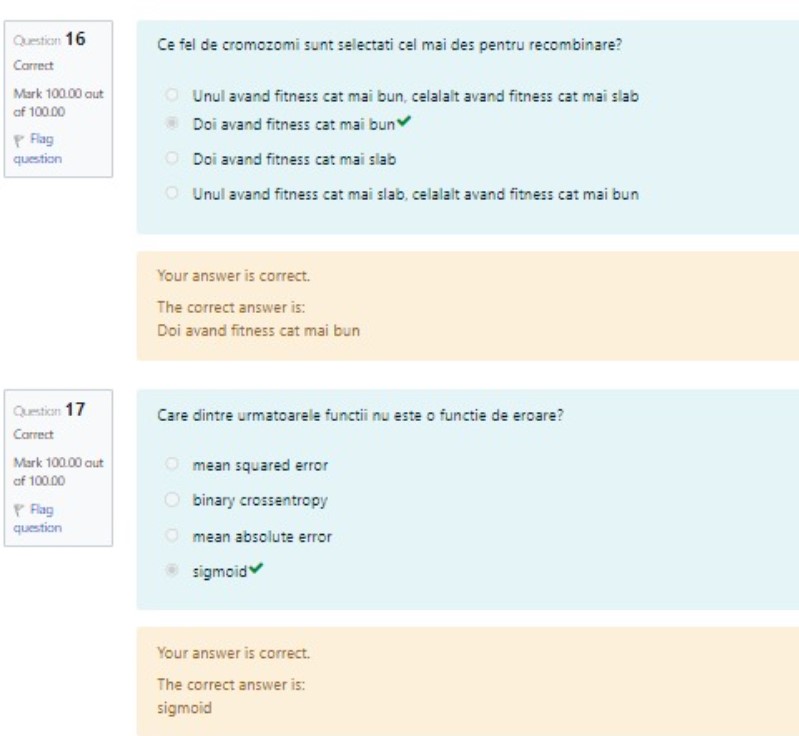 Question 16
Correct
Mark 100.00 out
of 100.00
Flag
question
Ce fel de cromozomi sunt selectati cel mai des pentru recombinare?
Unul avand fitness cat mai bun, celalalt avand fitness cat mai slab
Doi avand fitness cat mai bun
Doi avand fitness cat mai slab
Unul avand fitness cat mai slab, celalalt avand fitness cat mai bun
Your answer is correct.
The correct answer is:
Doi avand fitness cat mai bun
Question 17
Correct
Mark 100.00 out
of 100.00
Flag
question
Care dintre urmatoarele functii nu este o functie de eroare?
mean squared error
binary crossentropy
mean absolute error
sigmoid
Your answer is correct.
The correct answer is:
sigmoid